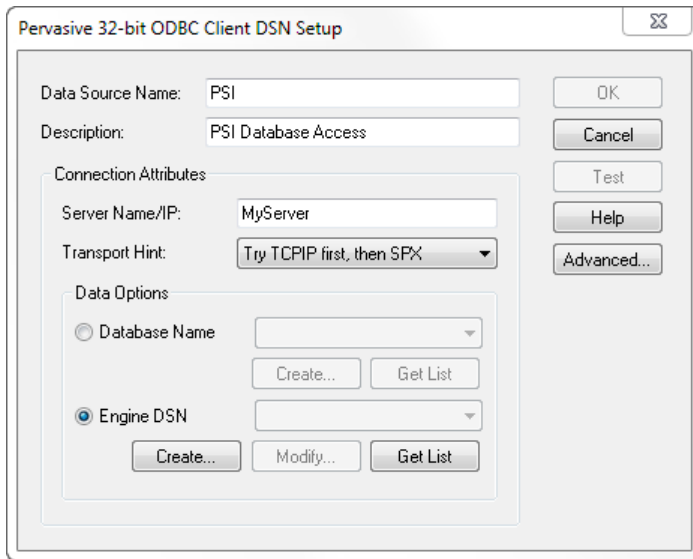 Pervasive 32-bit ODBC Client DSN Setup
Data Source Name: PSI OK
Description: PSI Database Access Cancel
Connection Attributes Test
Server Name/IP: MyServer Help
Transport Hint: Try TCPIP first, then SPX Advanced...
Data Options
Database Name
Create... Get List
Engine DSN
Create... Modify... Get List